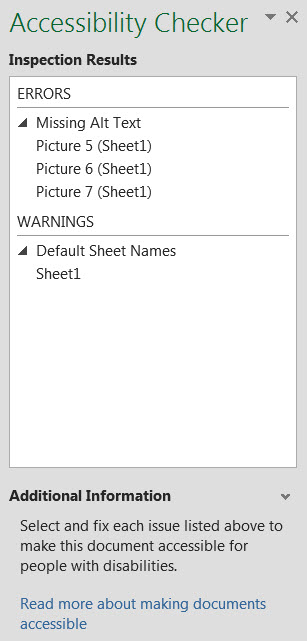 Accessibility Checker
Inspection Results
ERRORS
Missing Alt Text
Picture 5 (Sheet1)
Picture 6 (Sheet1)
Picture 7 (Sheet1)
WARNINGS
Default Sheet Names
Sheet1
Additional Information
Select and fix each issue listed above to
make this document accessible for
people with disabilities.
Read more about making documents
accessible